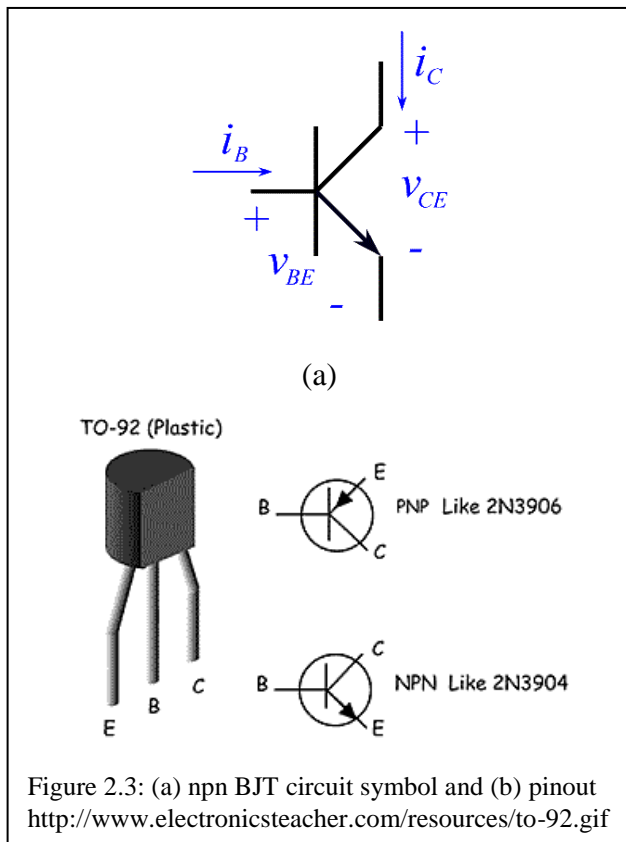 i_C
+
i_B
v_CE
+
-
v_BE
-
(a)
TO-92 (Plastic)
E
B
PNP Like 2N3906
C
C
B
NPN Like 2N3904
E
E
B
C
Figure 2.3: (a) npn BJT circuit symbol and (b) pinout
http://www.electronicsteacher.com/resources/to-92.gif